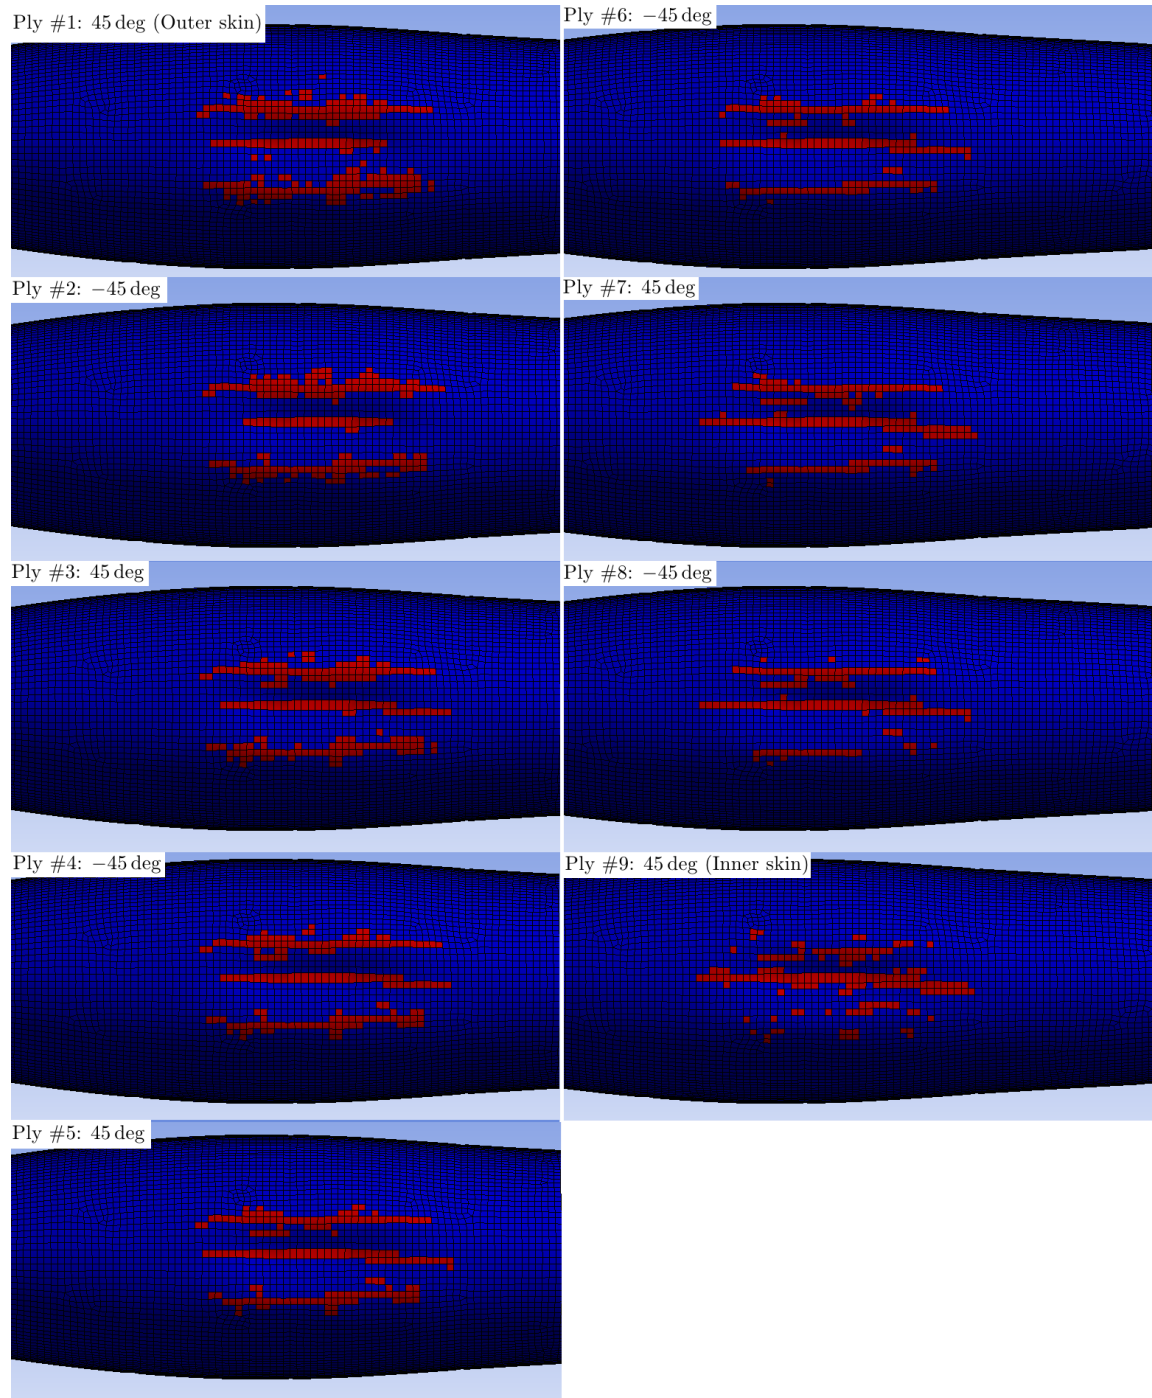 Ply #1: 45 deg (Outer skin)
Ply #2: −45 deg
Ply #3: 45 deg
Ply #4: −45 deg
Ply #5: 45 deg
Ply #6: −45 deg
Ply #7: 45 deg
Ply #8: −45 deg
Ply #9: 45 deg (Inner skin)